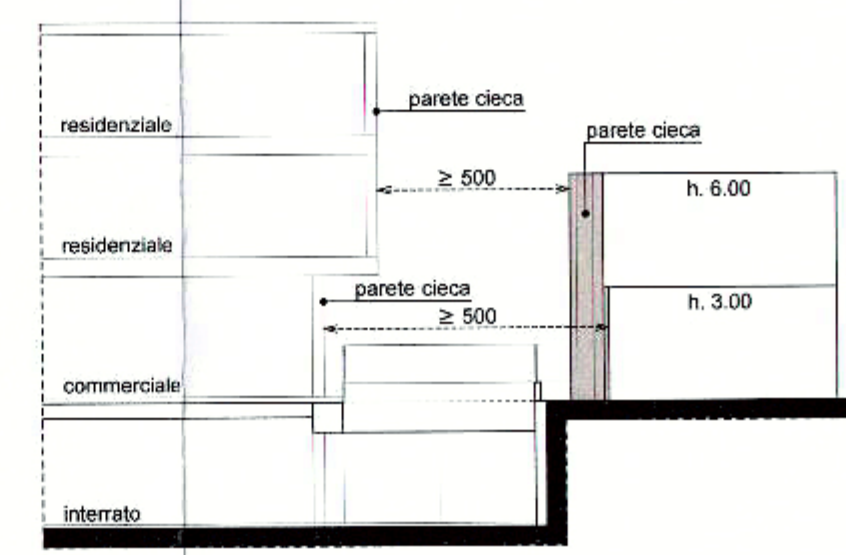 parete cieca
residenziale
parete cieca
≥ 500
h. 6.00
residenziale
parete cieca
h. 3.00
≥ 500
commerciale
interrato